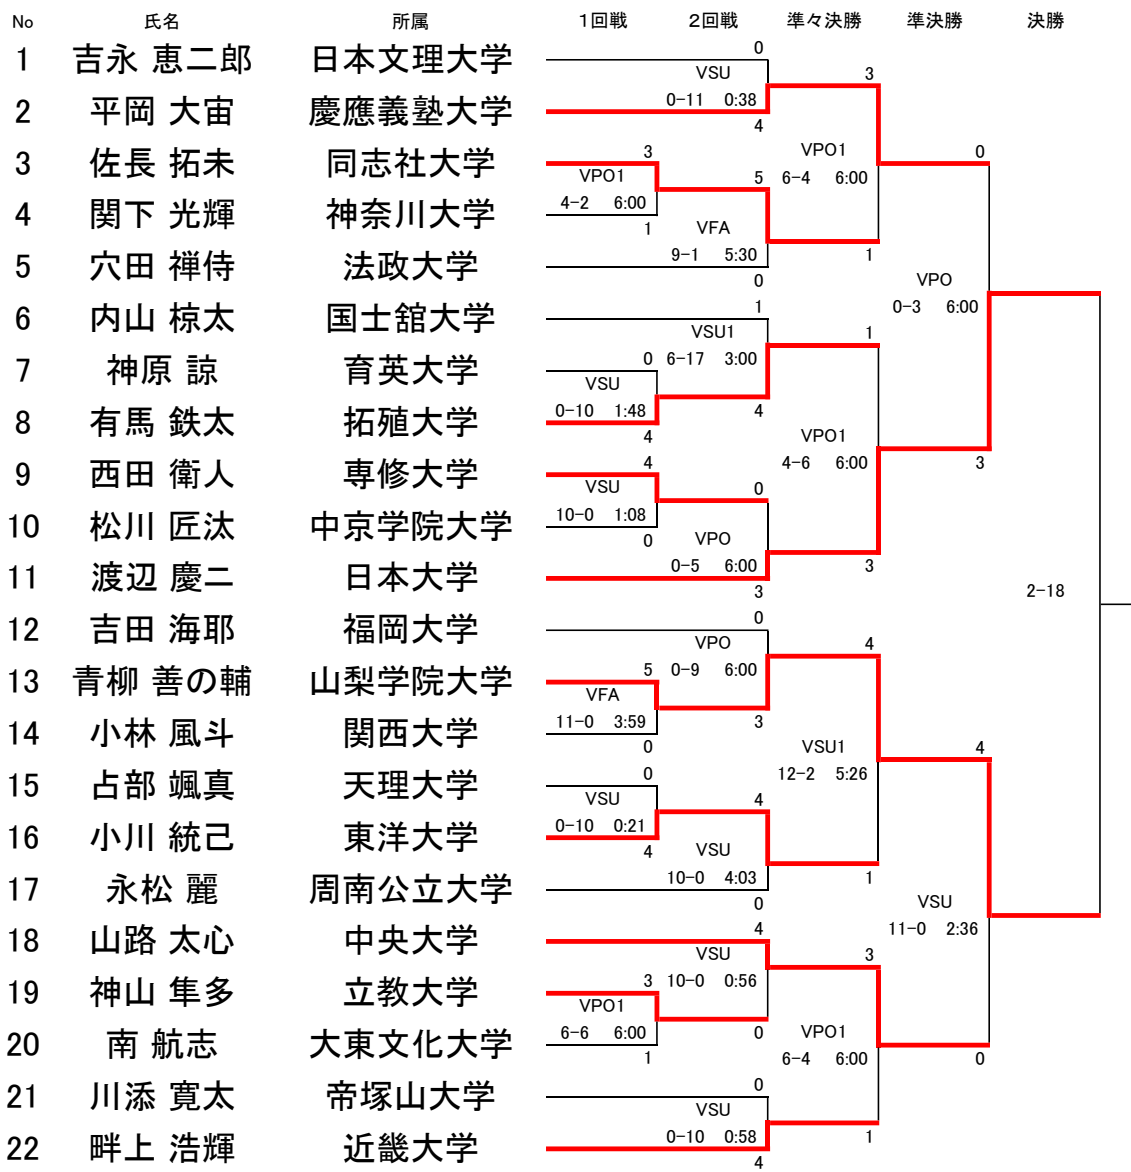 No 氏名 所属 1回戦 2回戦 準々決勝 準決勝 決勝
0
1 吉永 恵二郎 日本文理大学
VSU 3
0-11 0:38
2 平岡 大宙 慶應義塾大学
4
3 VPO1 0
3 佐長 拓未 同志社大学
VPO1 5 6-4 6:00
4-2 6:00
4 関下 光輝 神奈川大学
1 VFA
9-1 5:30 1
5 穴田 禅侍 法政大学
0 VPO
1 0-3 6:00
6 内山 椋太 国士舘大学
VSU1 1
0 6-17 3:00
7 神原 諒 育英大学
VSU
0-10 1:48 4
8 有馬 鉄太 拓殖大学
4 VPO1
4 4-6 6:00 3
9 西田 衛人 専修大学
VSU 0
10-0 1:08
10 松川 匠汰 中京学院大学
0 VPO
0-5 6:00 3
11 渡辺 慶二 日本大学
3 2-18
0
12 吉田 海耶 福岡大学
VPO 4
5 0-9 6:00
13 青柳 善の輔 山梨学院大学
VFA
11-0 3:59 3
14 小林 風斗 関西大学
0 VSU1 4
0 12-2 5:26
15 占部 颯真 天理大学
VSU 4
0-10 0:21
16 小川 統己 東洋大学
4 VSU
10-0 4:03 1
17 永松 麗 周南公立大学
0 VSU
4 11-0 2:36
18 山路 太心 中央大学
VSU 3
3 10-0 0:56
19 神山 隼多 立教大学
VPO1
6-6 6:00 0 VPO1
20 南 航志 大東文化大学
1 6-4 6:00 0
0
21 川添 寛太 帝塚山大学
VSU
0-10 0:58 1
22 畔上 浩輝 近畿大学
4